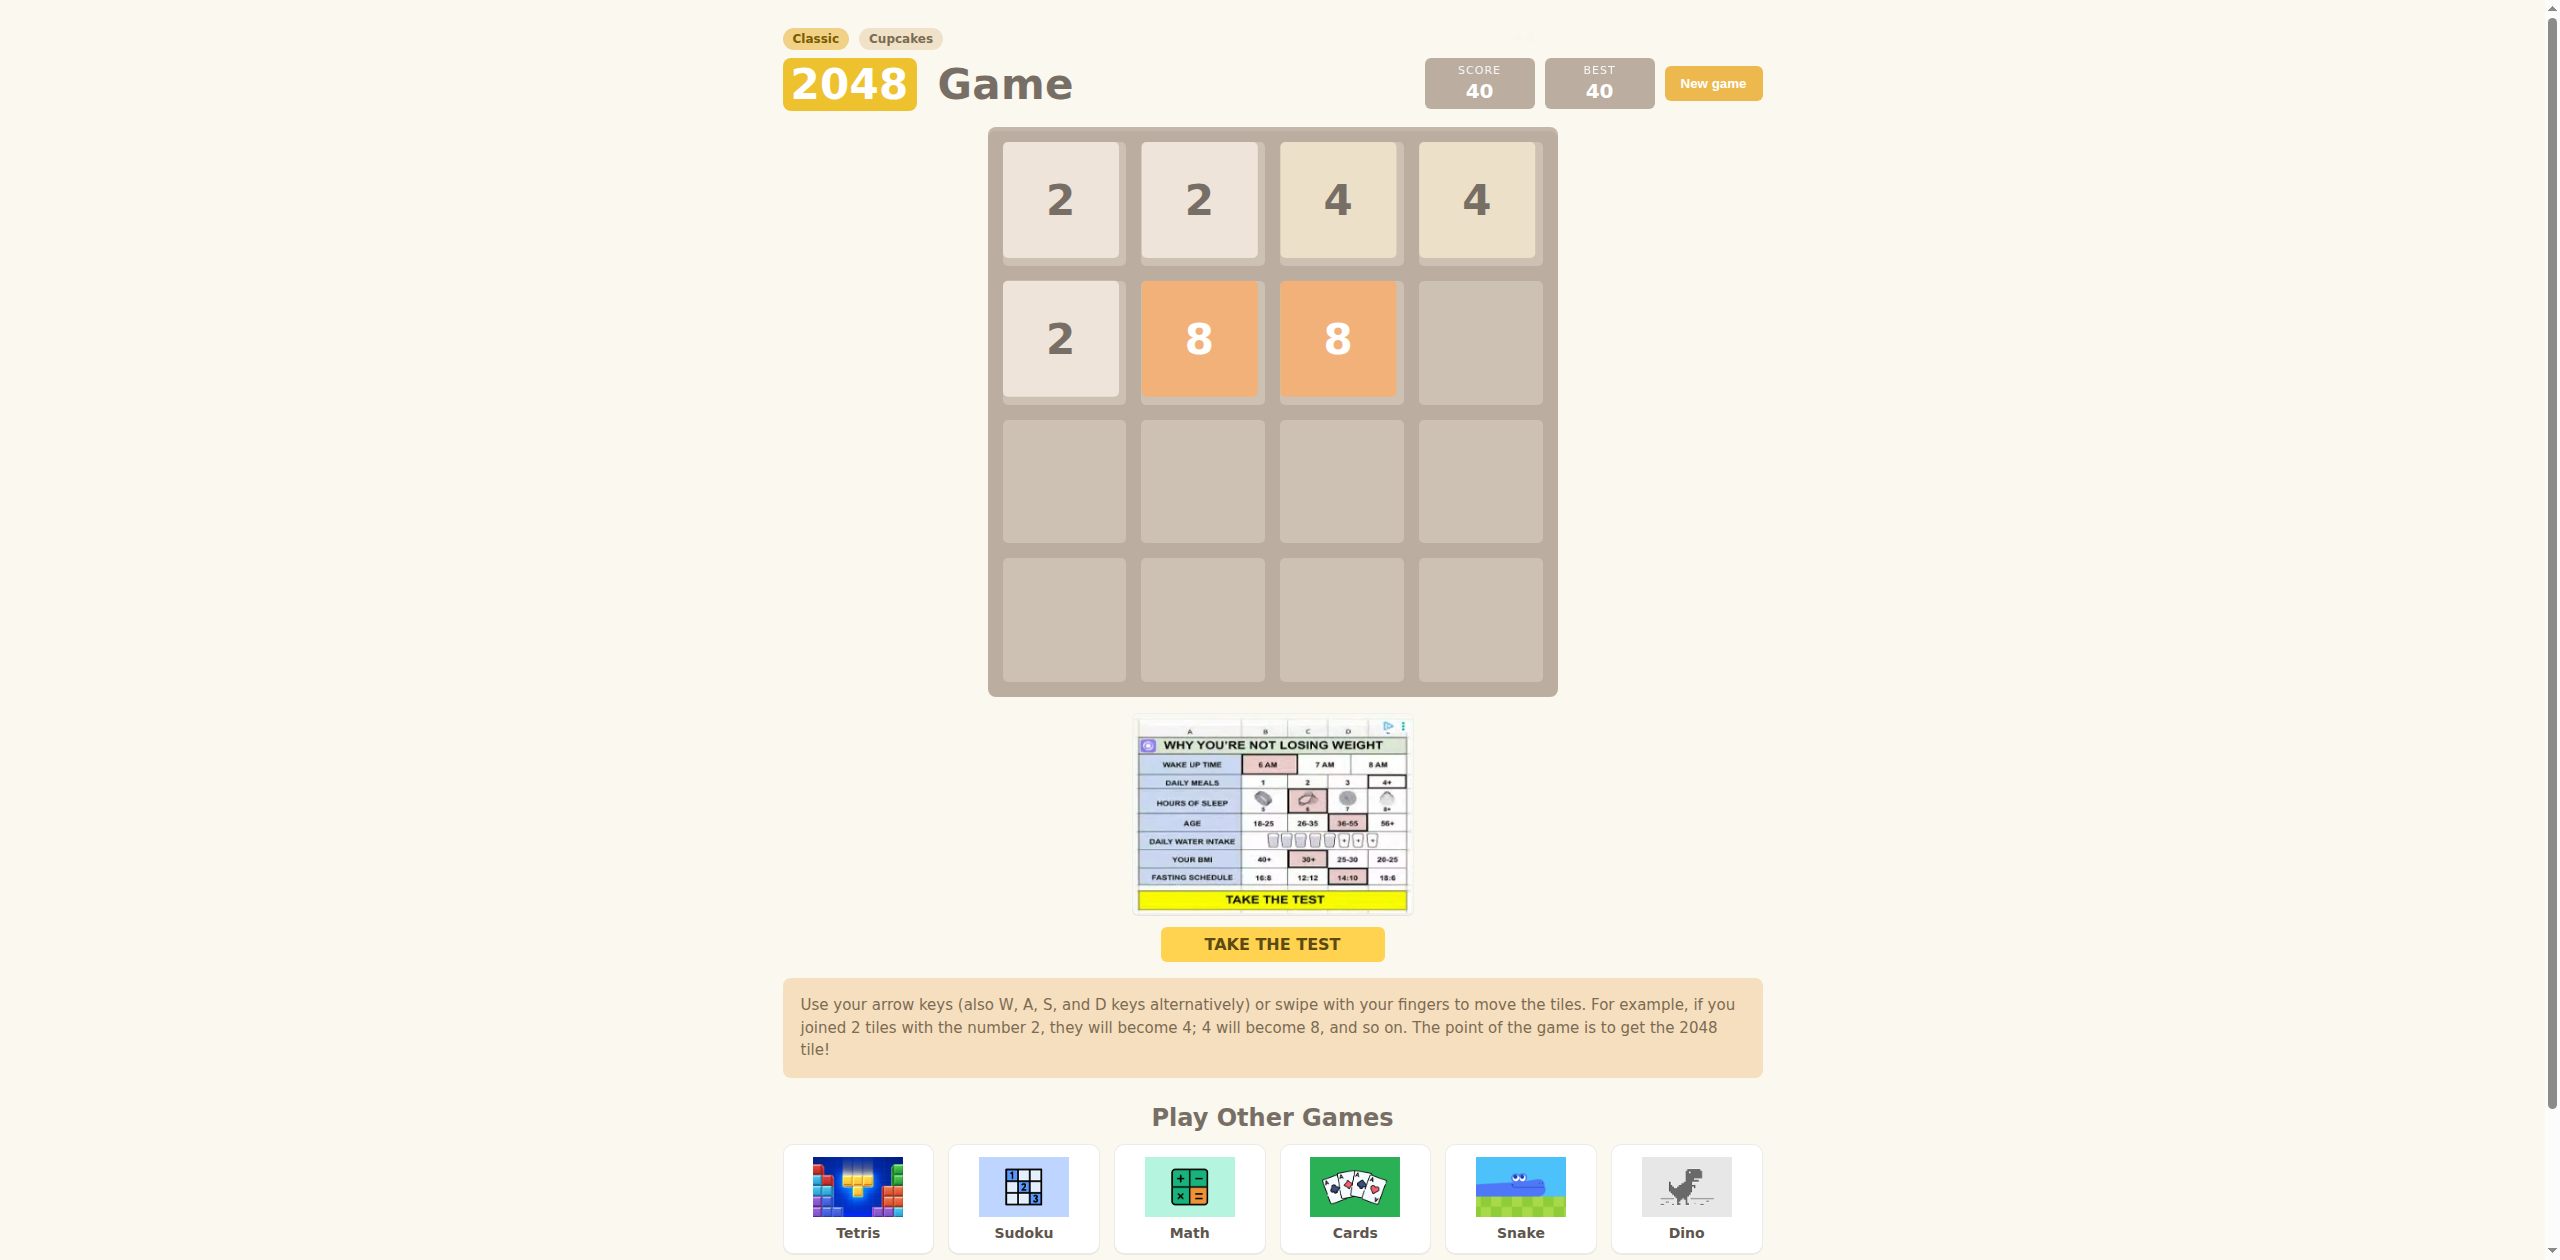 Classic Cupcakes
2048 Game
SCORE
40
BEST
40
New game
2 2 4 4
2 8 8
A B C D
WHY YOU'RE NOT LOSING WEIGHT
WAKE UP TIME 6 AM 7 AM 8 AM
DAILY MEALS 1 2 3 4+
HOURS OF SLEEP 5 6 7 8+
AGE 18-25 26-35 36-55 56+
DAILY WATER INTAKE
YOUR BMI 40+ 30+ 25-30 20-25
FASTING SCHEDULE 16:8 12:12 14:10 18:6
TAKE THE TEST
TAKE THE TEST
Use your arrow keys (also W, A, S, and D keys alternatively) or swipe with your fingers to move the tiles. For example, if you
joined 2 tiles with the number 2, they will become 4; 4 will become 8, and so on. The point of the game is to get the 2048
tile!
Play Other Games
1
2
3
+ −
× =
A A A A
Tetris Sudoku Math Cards Snake Dino